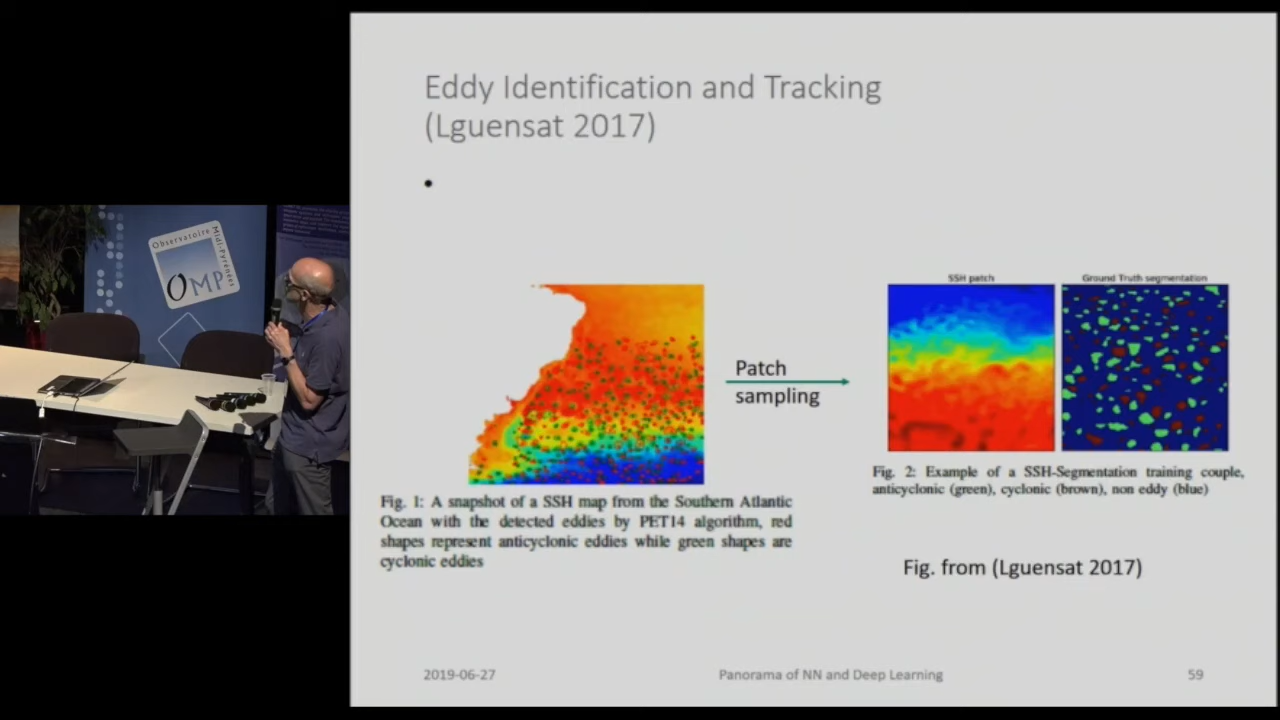 Eddy Identification and Tracking
(Lguensat 2017)
•
Observatoire
Midi-Pyrénées
OMP
Patch
sampling
SSH patch
Ground Truth segmentation
Fig. 1: A snapshot of a SSH map from the Southern Atlantic
Ocean with the detected eddies by PET14 algorithm, red
shapes represent anticyclonic eddies while green shapes are
cyclonic eddies
Fig. 2: Example of a SSH-Segmentation training couple,
anticyclonic (green), cyclonic (brown), non eddy (blue)
Fig. from (Lguensat 2017)
2019-06-27
Panorama of NN and Deep Learning
59